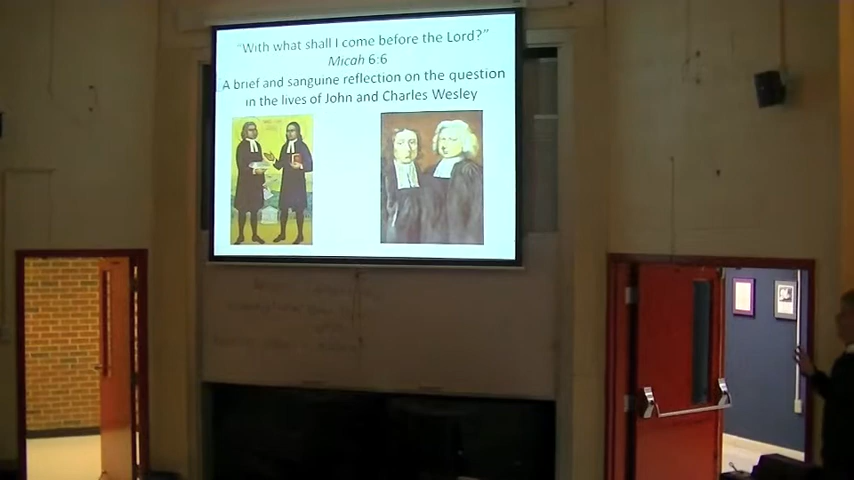 "With what shall I come before the Lord?"
Micah 6:6
A brief and sanguine reflection on the question
in the lives of John and Charles Wesley